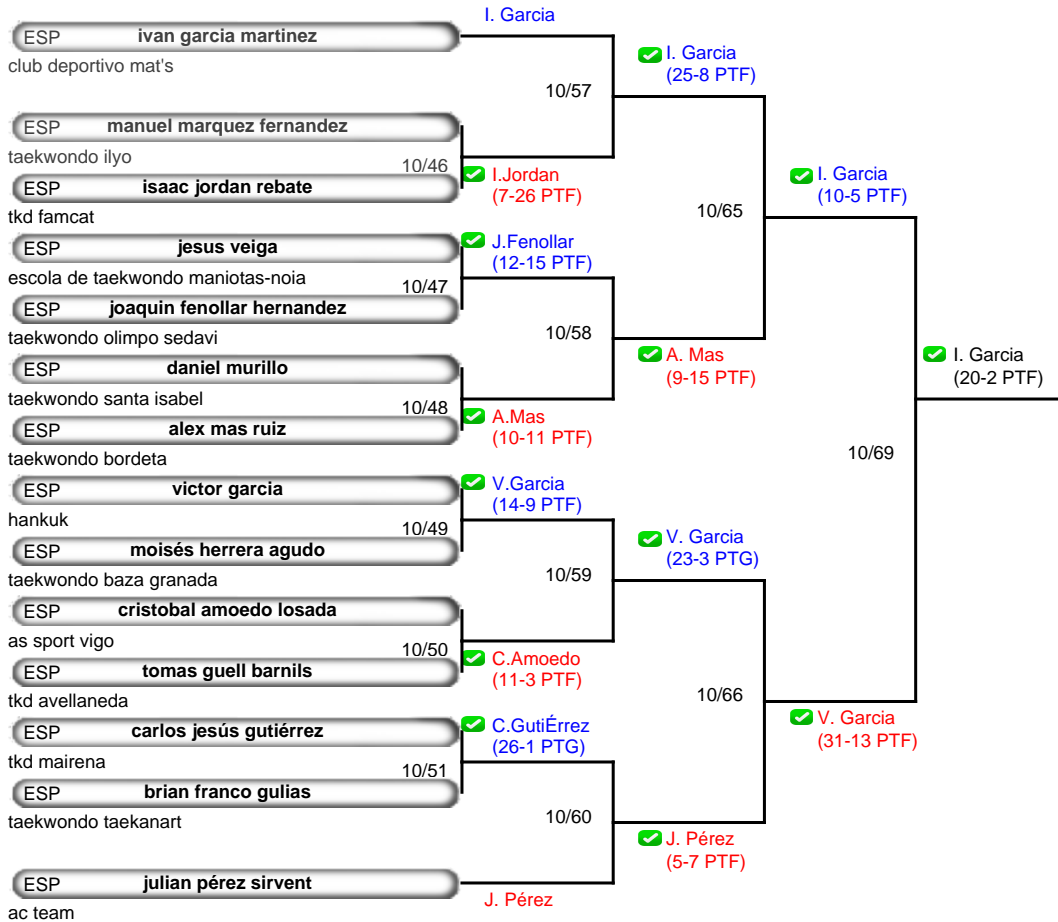 I. Garcia
ESP ivan garcia martinez
club deportivo mat's
I. Garcia
(25-8 PTF)
10/57
ESP manuel marquez fernandez
taekwondo ilyo
10/46
I.Jordan
(7-26 PTF)
ESP isaac jordan rebate
tkd famcat
I. Garcia
(10-5 PTF)
10/65
J.Fenollar
(12-15 PTF)
ESP jesus veiga
escola de taekwondo maniotas-noia
10/47
ESP joaquin fenollar hernandez
taekwondo olimpo sedavi
10/58
A. Mas
(9-15 PTF)
I. Garcia
(20-2 PTF)
ESP daniel murillo
taekwondo santa isabel
10/48
A.Mas
(10-11 PTF)
ESP alex mas ruiz
taekwondo bordeta
10/69
V.Garcia
(14-9 PTF)
ESP victor garcia
hankuk
10/49
V. Garcia
(23-3 PTG)
ESP moisés herrera agudo
taekwondo baza granada
10/59
ESP cristobal amoedo losada
as sport vigo
10/50
C.Amoedo
(11-3 PTF)
ESP tomas guell barnils
tkd avellaneda
10/66
V. Garcia
(31-13 PTF)
C.GutiÉrrez
(26-1 PTG)
ESP carlos jesús gutiérrez
tkd mairena
10/51
ESP brian franco gulias
taekwondo taekanart
10/60
J. Pérez
(5-7 PTF)
ESP julian pérez sirvent
J. Pérez
ac team